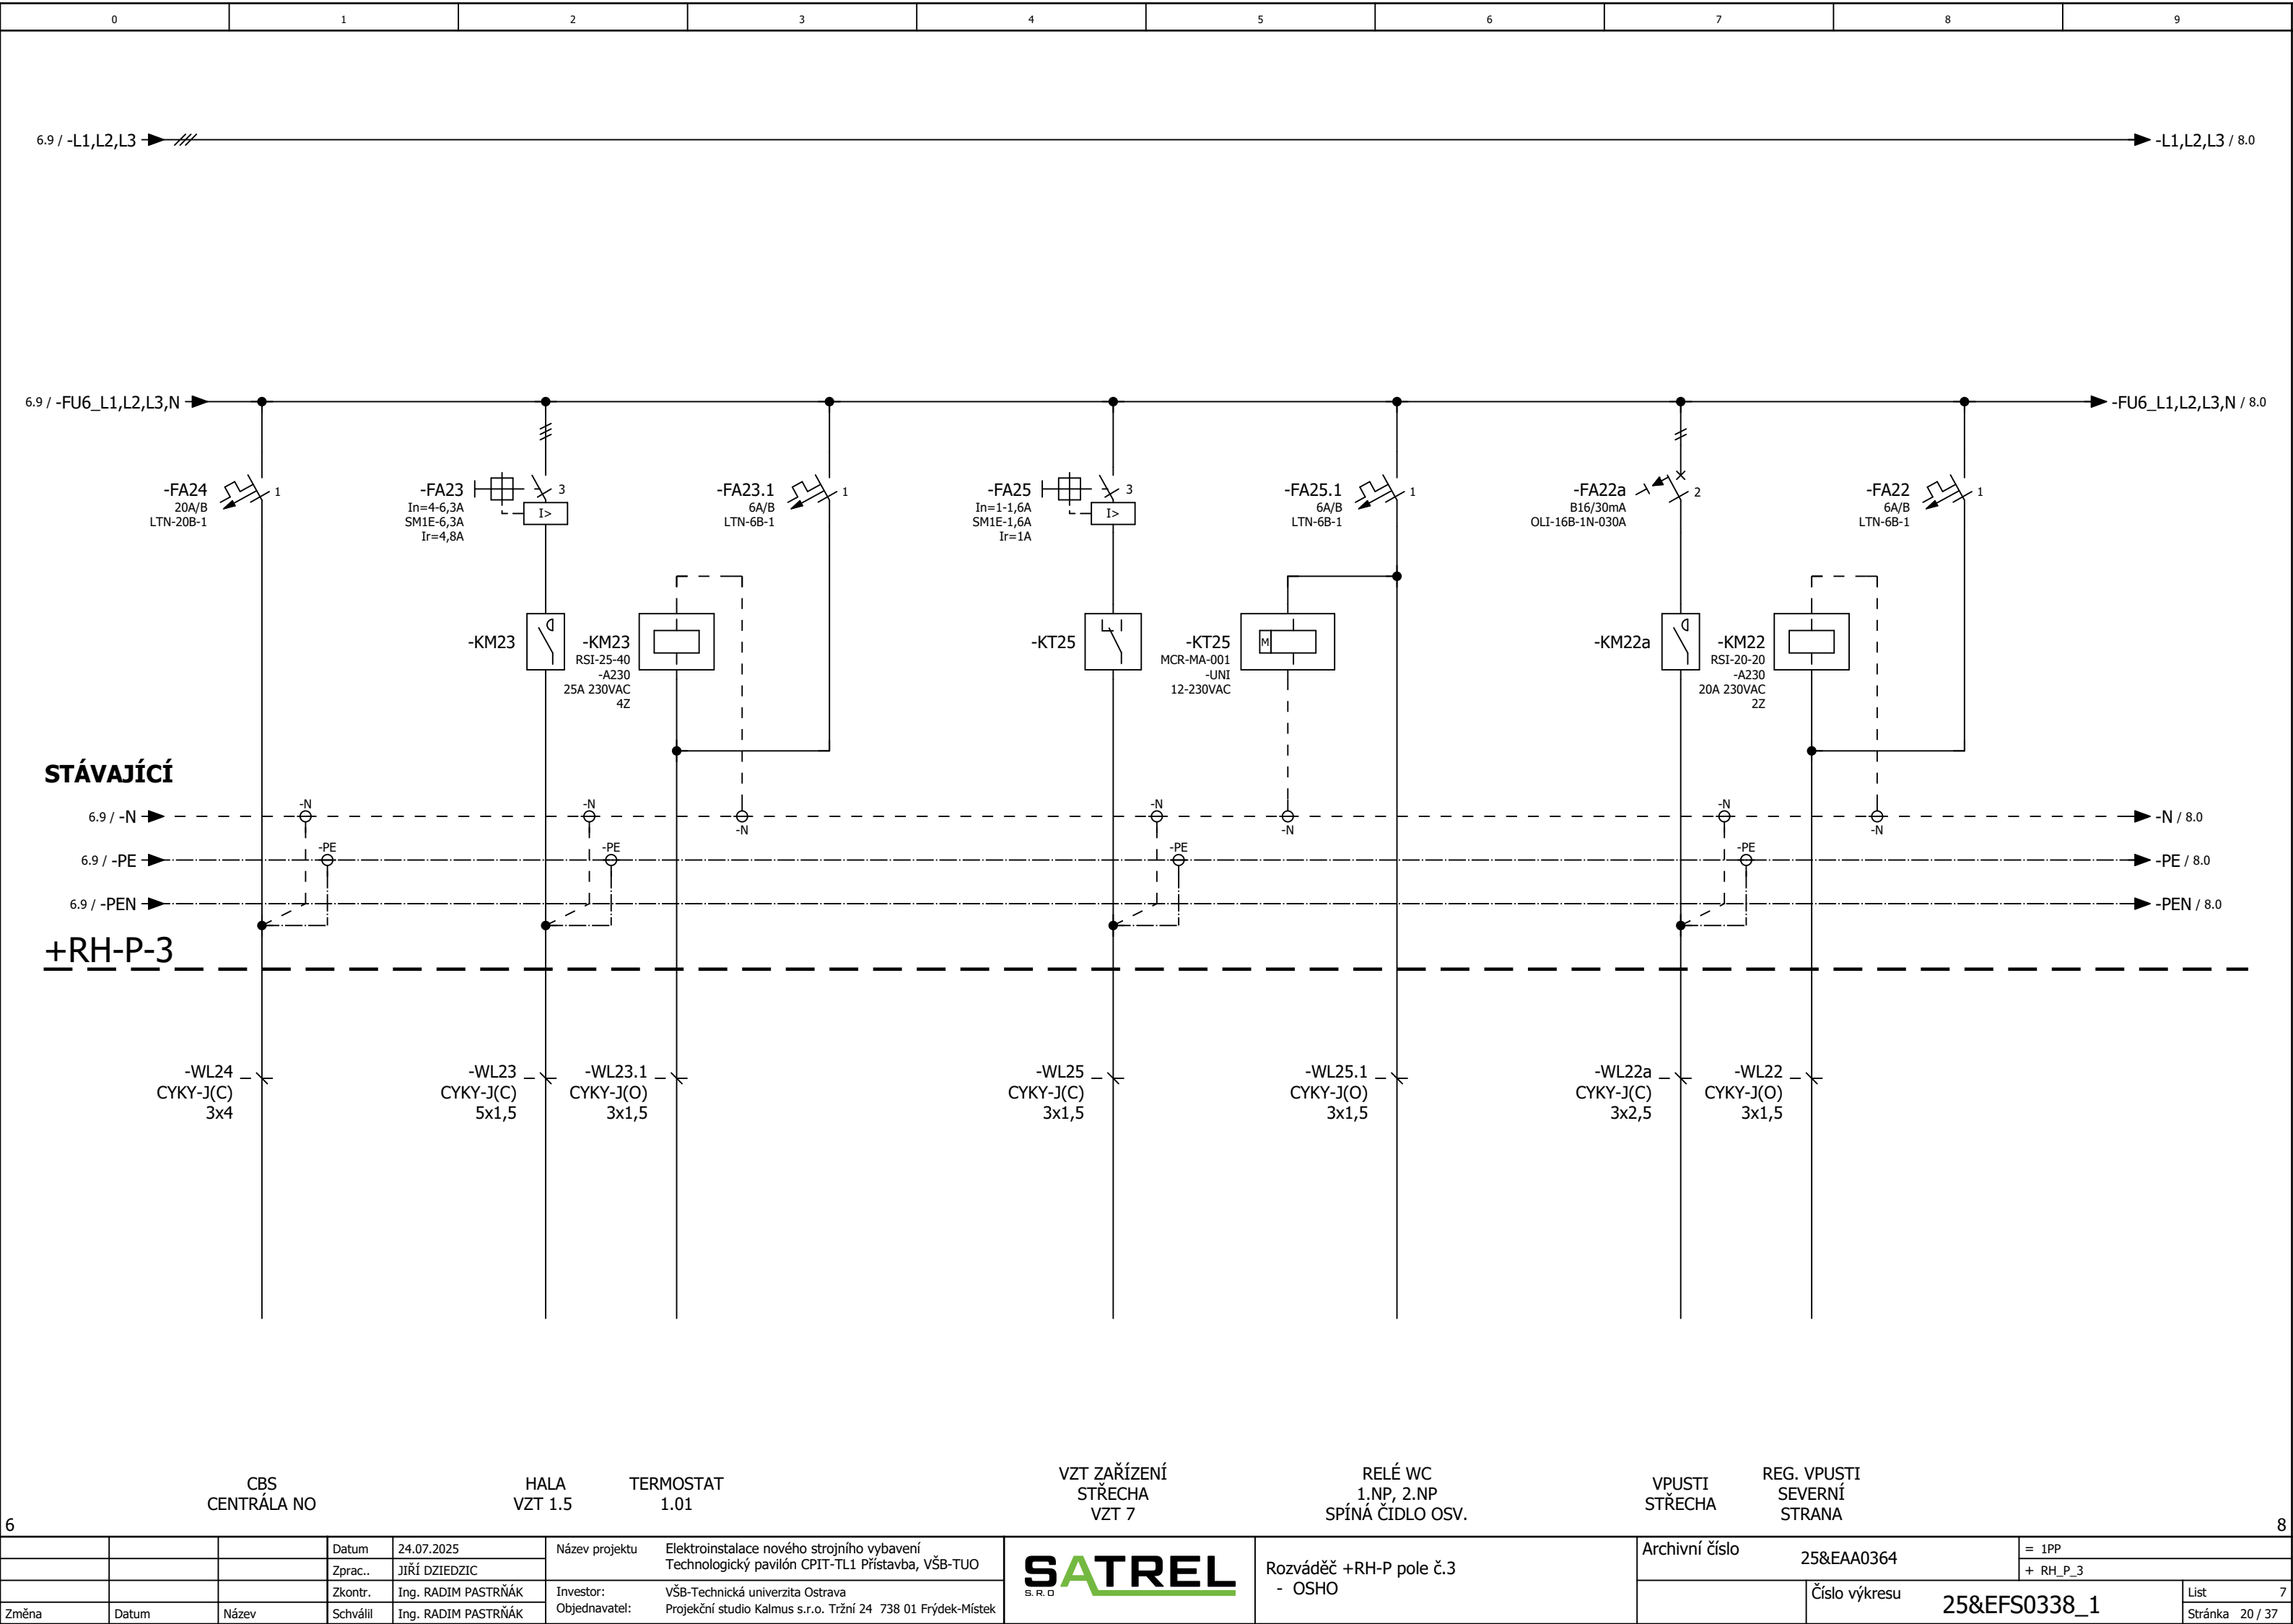 0 1 2 3 4 5 6 7 8 9
6.9 / -L1,L2,L3
-L1,L2,L3 / 8.0
6.9 / -FU6_L1,L2,L3,N
-FU6_L1,L2,L3,N / 8.0
-FA24
20A/B
LTN-20B-1
1
-FA23
In=4-6,3A
SM1E-6,3A
Ir=4,8A
3
I>
-FA23.1
6A/B
LTN-6B-1
1
-FA25
In=1-1,6A
SM1E-1,6A
Ir=1A
3
I>
-FA25.1
6A/B
LTN-6B-1
1
-FA22a
B16/30mA
OLI-16B-1N-030A
2
-FA22
6A/B
LTN-6B-1
1
-KM23
-KM23
RSI-25-40
-A230
25A 230VAC
4Z
-KT25
-KT25
MCR-MA-001
-UNI
12-230VAC
M
-KM22a
-KM22
RSI-20-20
-A230
20A 230VAC
2Z
STÁVAJÍCÍ
6.9 / -N
-N
-N
-N
-N
-N
-N
-N
-N / 8.0
6.9 / -PE
-PE
-PE
-PE
-PE
-PE / 8.0
6.9 / -PEN
-PEN / 8.0
+RH-P-3
-WL24
CYKY-J(C)
3x4
-WL23
CYKY-J(C)
5x1,5
-WL23.1
CYKY-J(O)
3x1,5
-WL25
CYKY-J(C)
3x1,5
-WL25.1
CYKY-J(O)
3x1,5
-WL22a
CYKY-J(C)
3x2,5
-WL22
CYKY-J(O)
3x1,5
CBS
CENTRÁLA NO
HALA
VZT 1.5
TERMOSTAT
1.01
VZT ZAŘÍZENÍ
STŘECHA
VZT 7
RELÉ WC
1.NP, 2.NP
SPÍNÁ ČIDLO OSV.
VPUSTI
STŘECHA
REG. VPUSTI
SEVERNÍ
STRANA
6
8
Datum 24.07.2025
Zprac.. JIŘÍ DZIEDZIC
Zkontr. Ing. RADIM PASTRŇÁK
Změna Datum Název Schválil Ing. RADIM PASTRŇÁK
Název projektu Elektroinstalace nového strojního vybavení
Technologický pavilón CPIT-TL1 Přístavba, VŠB-TUO
Investor: VŠB-Technická univerzita Ostrava
Objednavatel: Projekční studio Kalmus s.r.o. Tržní 24 738 01 Frýdek-Místek
SATREL
S.R.O
Rozváděč +RH-P pole č.3
- OSHO
Archivní číslo 25&EAA0364
= 1PP
+ RH_P_3
Číslo výkresu 25&EFS0338_1
List 7
Stránka 20 / 37